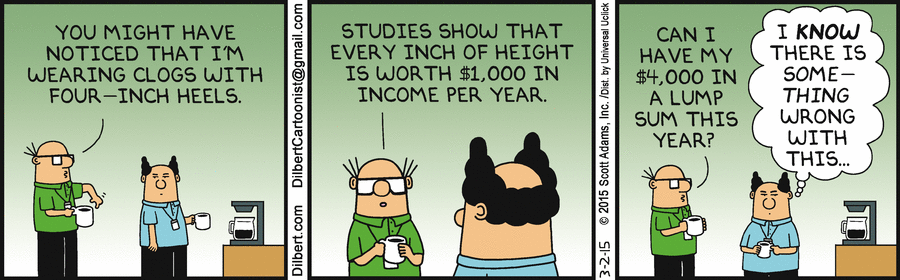 YOU MIGHT HAVE
NOTICED THAT I'M
WEARING CLOGS WITH
FOUR-INCH HEELS.
Dilbert.com DilbertCartoonist@gmail.com
STUDIES SHOW THAT
EVERY INCH OF HEIGHT
IS WORTH $1,000 IN
INCOME PER YEAR.
3-2-15 © 2015 Scott Adams, Inc. /Dist. by Universal Uclick
CAN I
HAVE MY
$4,000 IN
A LUMP
SUM THIS
YEAR?
I KNOW
THERE IS
SOME-
THING
WRONG
WITH
THIS...